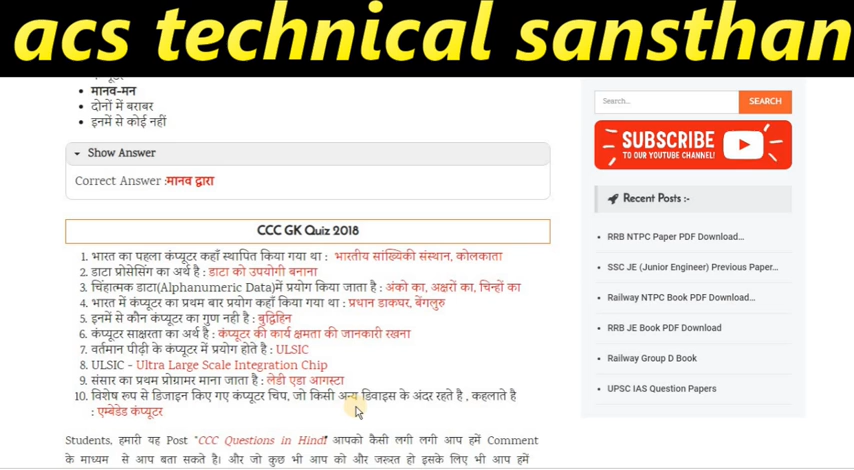 acs technical sansthan
मानव-मन
दोनों में बराबर
इनमें से कोई नहीं
Show Answer
Correct Answer :मानव द्वारा
CCC GK Quiz 2018
1. भारत का पहला कंप्यूटर कहाँ स्थापित किया गया था : भारतीय सांख्यिकी संस्थान, कोलकाता
2. डाटा प्रोसेसिंग का अर्थ है : डाटा को उपयोगी बनाना
3. चिंहात्मक डाटा(Alphanumeric Data)में प्रयोग किया जाता है : अंको का, अक्षरों का, चिन्हों का
4. भारत में कंप्यूटर का प्रथम बार प्रयोग कहाँ किया गया था : प्रधान डाकघर, बेंगलुरु
5. इनमें से कौन कंप्यूटर का गुण नही है : बुद्धिहिन
6. कंप्यूटर साक्षरता का अर्थ है : कंप्यूटर की कार्य क्षमता की जानकारी रखना
7. वर्तमान पीढ़ी के कंप्यूटर में प्रयोग होते है : ULSIC
8. ULSIC – Ultra Large Scale Integration Chip
9. संसार का प्रथम प्रोग्रामर माना जाता है : लेडी एडा आगस्टा
10. विशेष रूप से डिजाइन किए गए कंप्यूटर चिप, जो किसी अन्य डिवाइस के अंदर रहते है , कहलाते है
: एम्बेडेड कंप्यूटर
Students, हमारी यह Post "CCC Questions in Hindi" आपको कैसी लगी लगी आप हमें Comment
के माध्यम से आप बता सकते है। और जो कुछ भी आप को और जरूरत हो इसके लिए भी आप हमें
Search...
SEARCH
SUBSCRIBE
TO OUR YOUTUBE CHANNEL!
Recent Posts :-
RRB NTPC Paper PDF Download...
SSC JE (Junior Engineer) Previous Paper...
Railway NTPC Book PDF Download...
RRB JE Book PDF Download
Railway Group D Book
UPSC IAS Question Papers